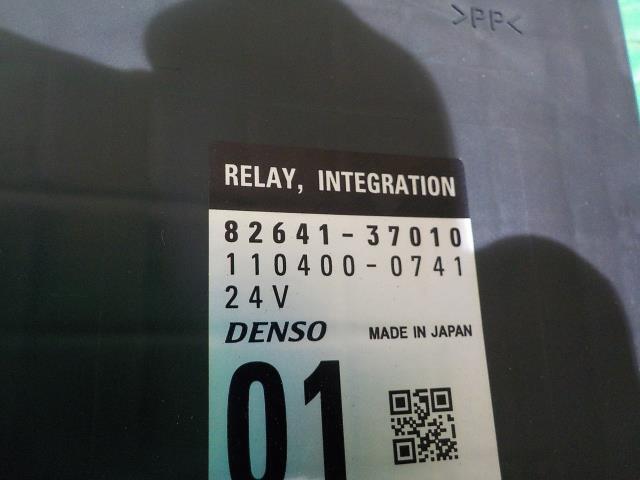 >PP<
RELAY, INTEGRATION
82641-37010
110400-0741
24V
DENSO MADE IN JAPAN
01